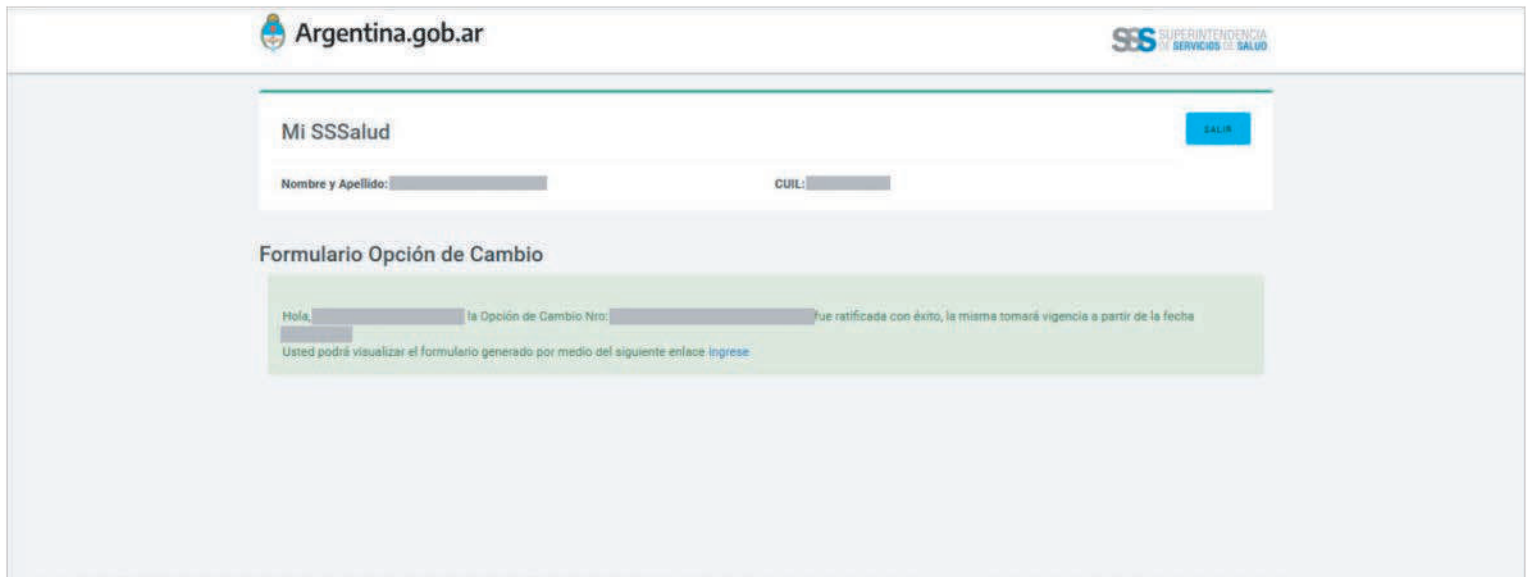 Argentina.gob.ar
SSS SUPERINTENDENCIA
DE SERVICIOS DE SALUD
Mi SSSalud
SALIR
Nombre y Apellido:
CUIL:
Formulario Opción de Cambio
Hola, la Opción de Cambio Nro: fue ratificada con éxito, la misma tomará vigencia a partir de la fecha
Usted podrá visualizar el formulario generado por medio del siguiente enlace ingrese